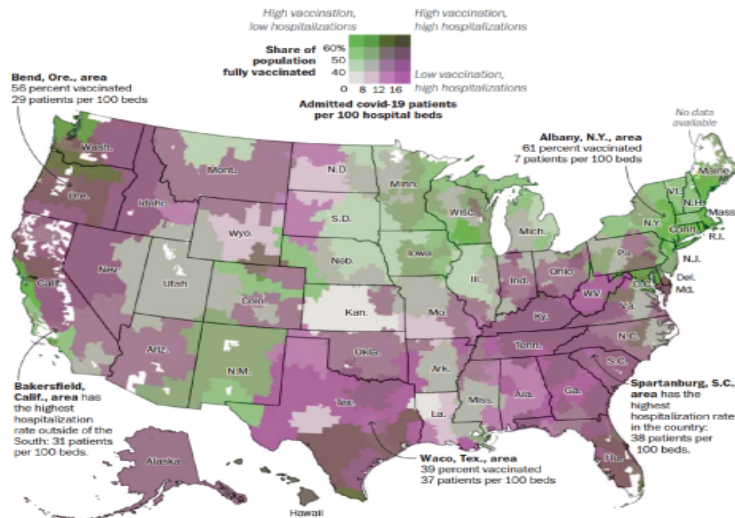 High vaccination,
low hospitalizations
High vaccination,
high hospitalizations
Share of
population
fully vaccinated
60%
50
40
0 8 12 16
Low vaccination,
high hospitalizations
Admitted covid-19 patients
per 100 hospital beds
Bend, Ore., area
56 percent vaccinated
29 patients per 100 beds
Albany, N.Y., area
61 percent vaccinated
7 patients per 100 beds
No data
available
Wash.
Ore.
Idaho
Mont.
Wyo.
Nev.
Utah
Calif.
Ariz.
Colo.
N.M.
N.D.
S.D.
Neb.
Kan.
Okla.
Tex.
Minn.
Iowa
Mo.
Ark.
La.
Wisc.
Ill.
Mich.
Ind.
Ohio
Ky.
Tenn.
Miss.
Ala.
Ga.
Fla.
S.C.
N.C.
Va.
W.V.
D.C.
Md.
Del.
Pa.
N.J.
N.Y.
Conn.
R.I.
Mass.
Vt.
N.H.
Maine
Alaska
Hawaii
Bakersfield,
Calif., area has
the highest
hospitalization
rate outside of the
South: 31 patients
per 100 beds.
Waco, Tex., area
39 percent vaccinated
37 patients per 100 beds
Spartanburg, S.C.,
area has the
highest
hospitalization rate
in the country:
38 patients per
100 beds.